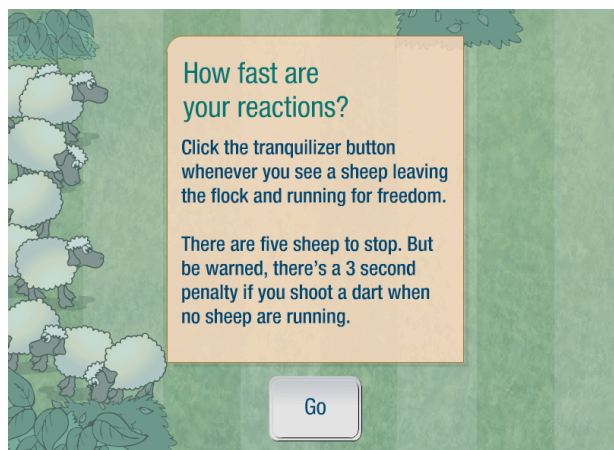 How fast are
your reactions?
Click the tranquilizer button
whenever you see a sheep leaving
the flock and running for freedom.
There are five sheep to stop. But
be warned, there’s a 3 second
penalty if you shoot a dart when
no sheep are running.
Go